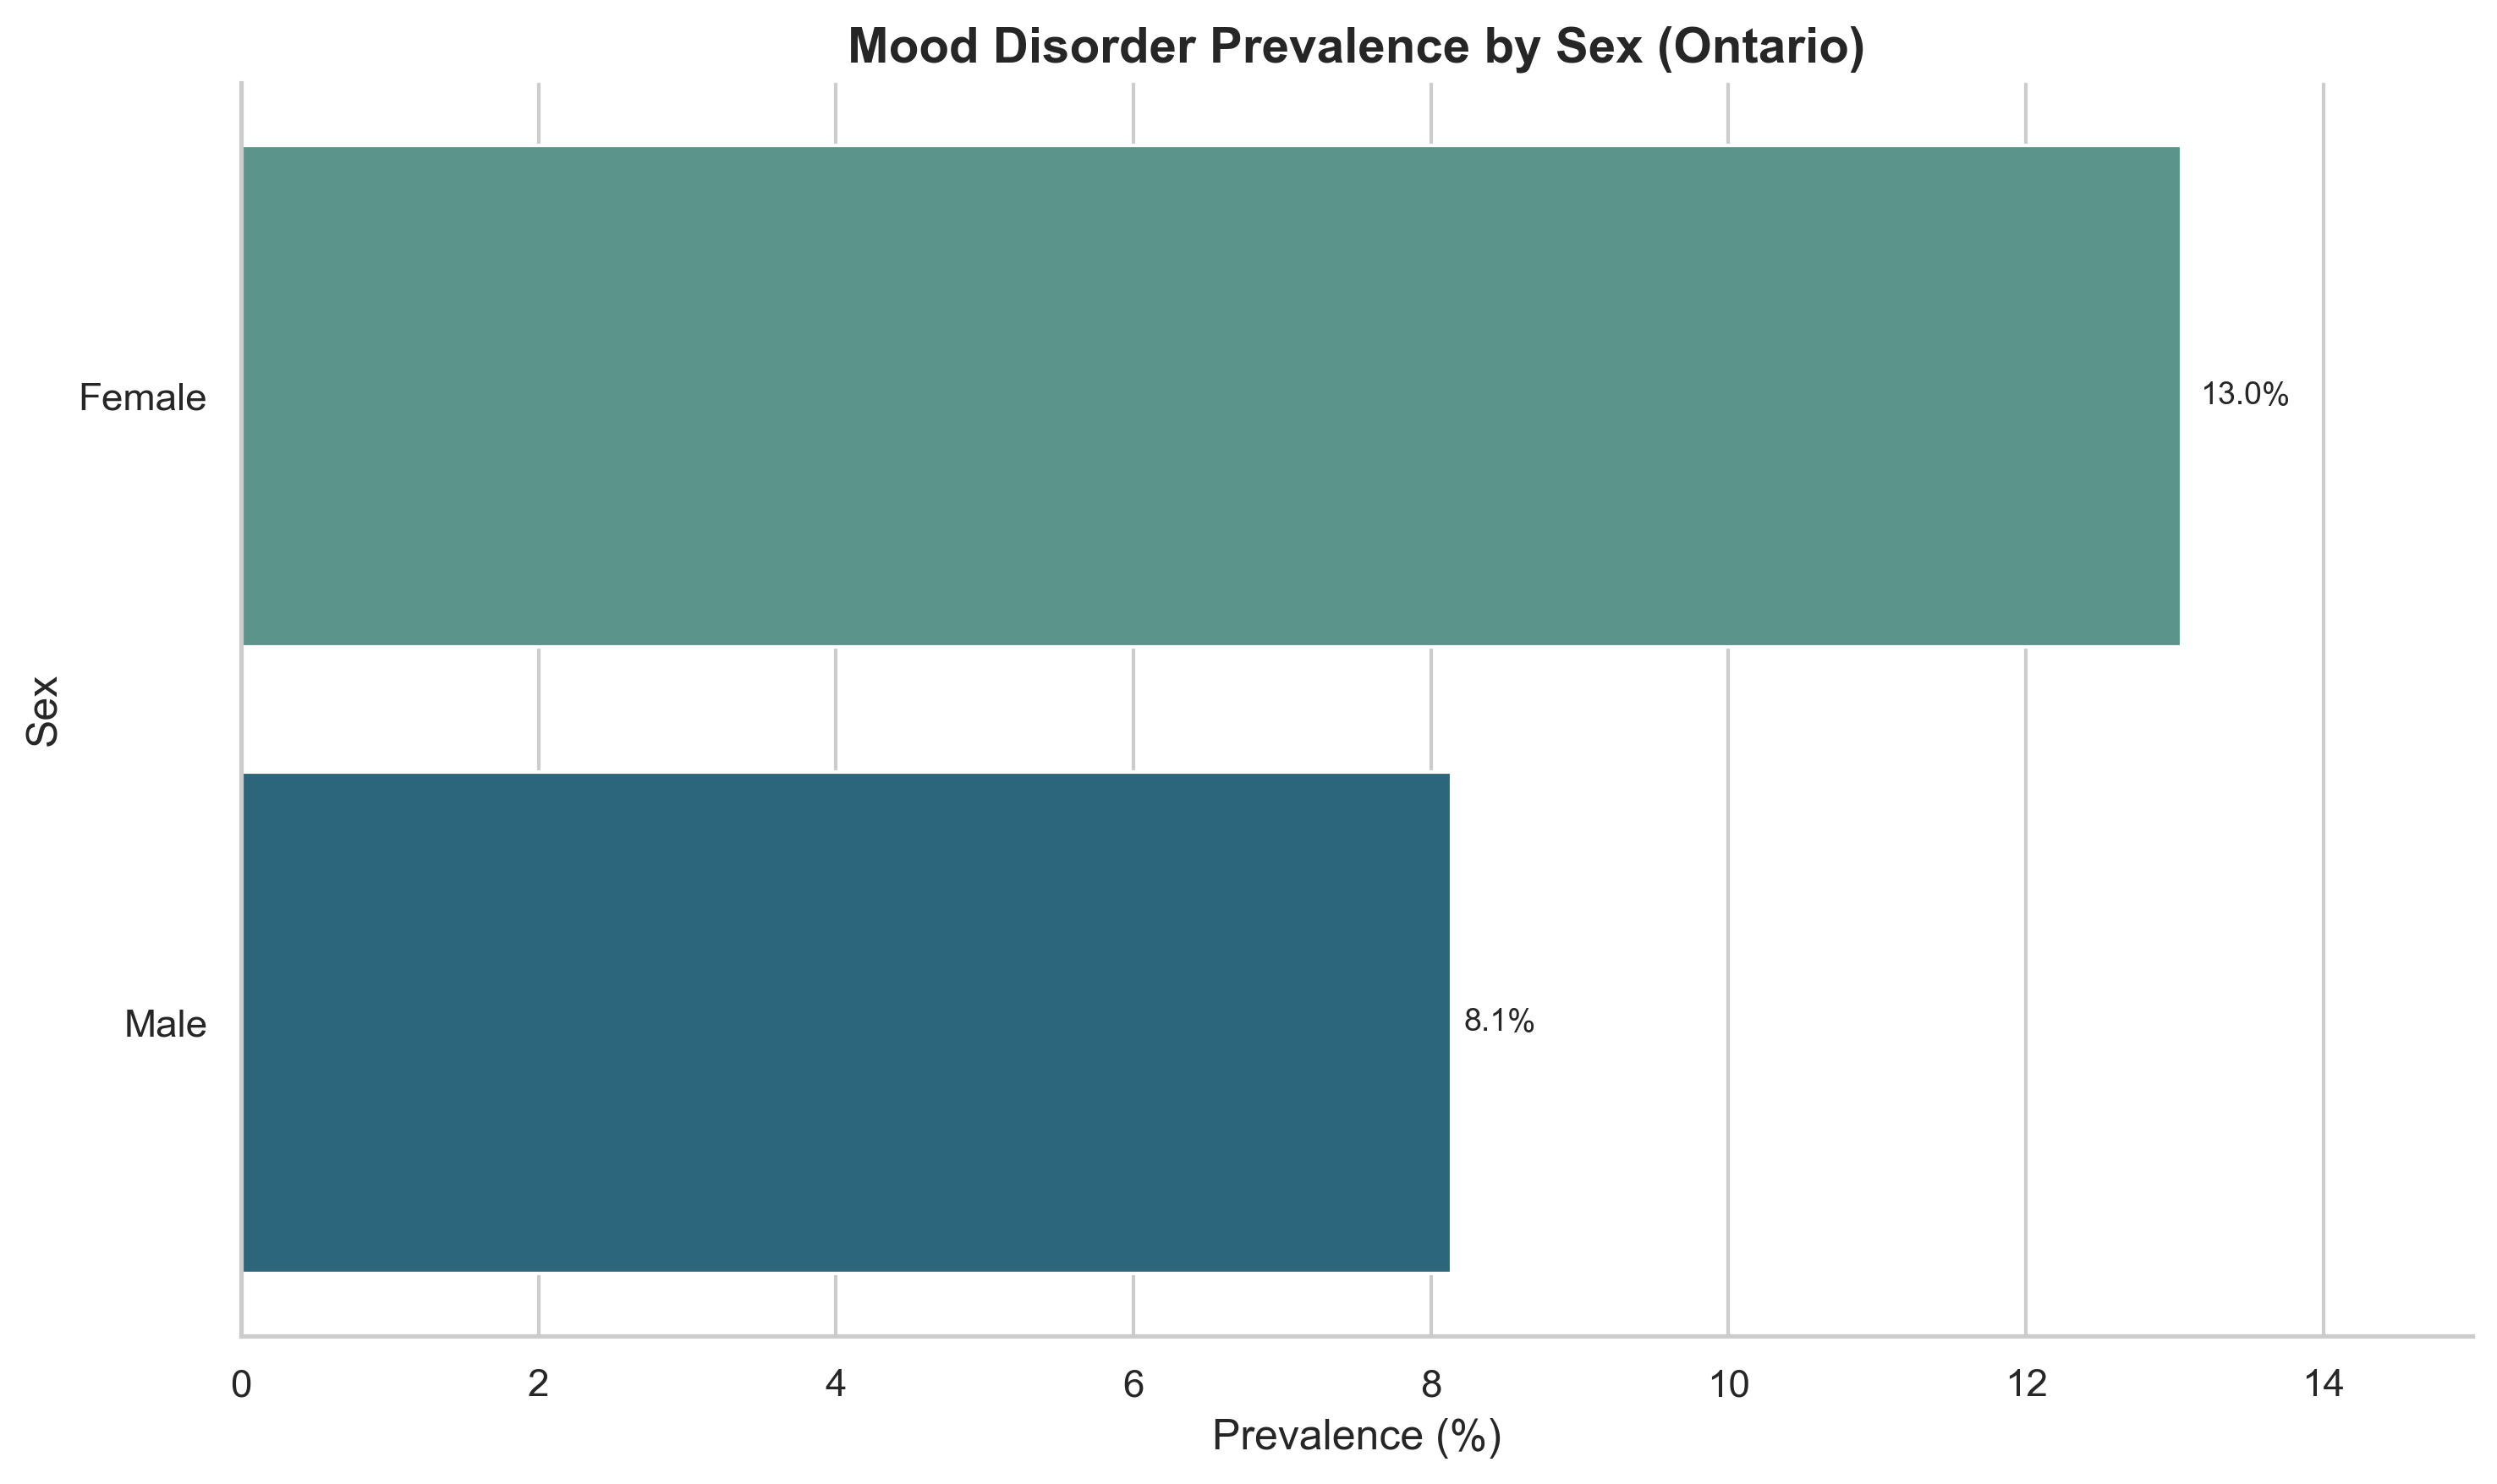 Mood Disorder Prevalence by Sex (Ontario)
Sex
Female
13.0%
Male
8.1%
0 2 4 6 8 10 12 14
Prevalence (%)